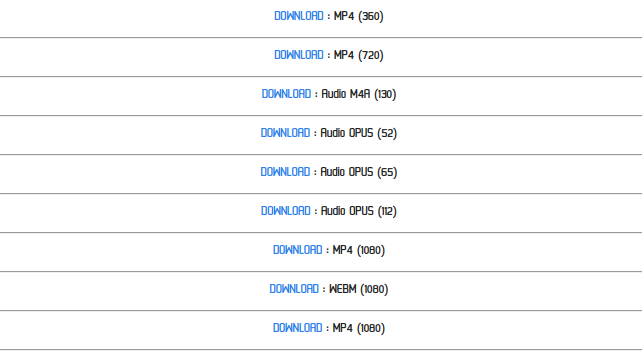 DOWNLOAD : MP4 (360)
DOWNLOAD : MP4 (720)
DOWNLOAD : Audio M4A (130)
DOWNLOAD : Audio OPUS (52)
DOWNLOAD : Audio OPUS (65)
DOWNLOAD : Audio OPUS (112)
DOWNLOAD : MP4 (1080)
DOWNLOAD : WEBM (1080)
DOWNLOAD : MP4 (1080)